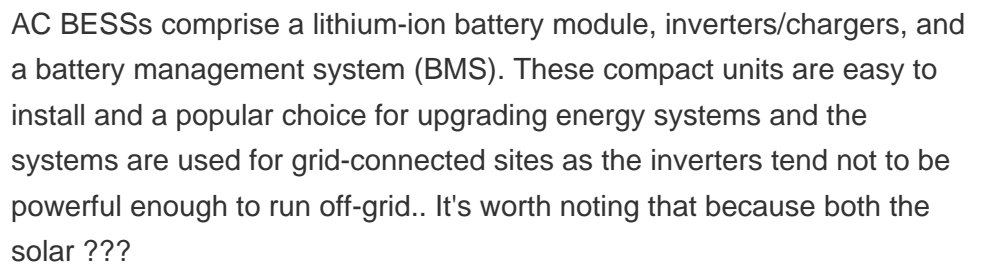 AC BESSs comprise a lithium-ion battery module, inverters/chargers, and
a battery management system (BMS). These compact units are easy to
install and a popular choice for upgrading energy systems and the
systems are used for grid-connected sites as the inverters tend not to be
powerful enough to run off-grid.. It's worth noting that because both the
solar ???